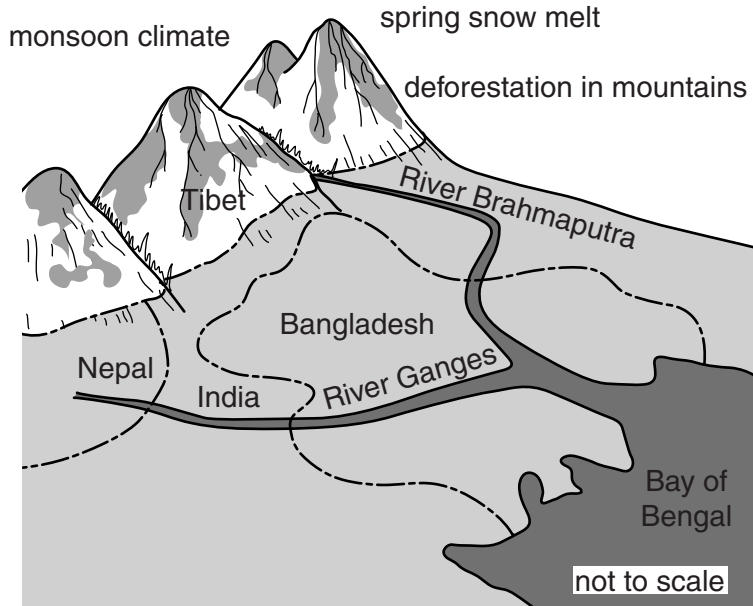 spring snow melt
monsoon climate
deforestation in mountains
Tibet
River Brahmaputra
Bangladesh
Nepal
India
River Ganges
Bay of
Bengal
not to scale